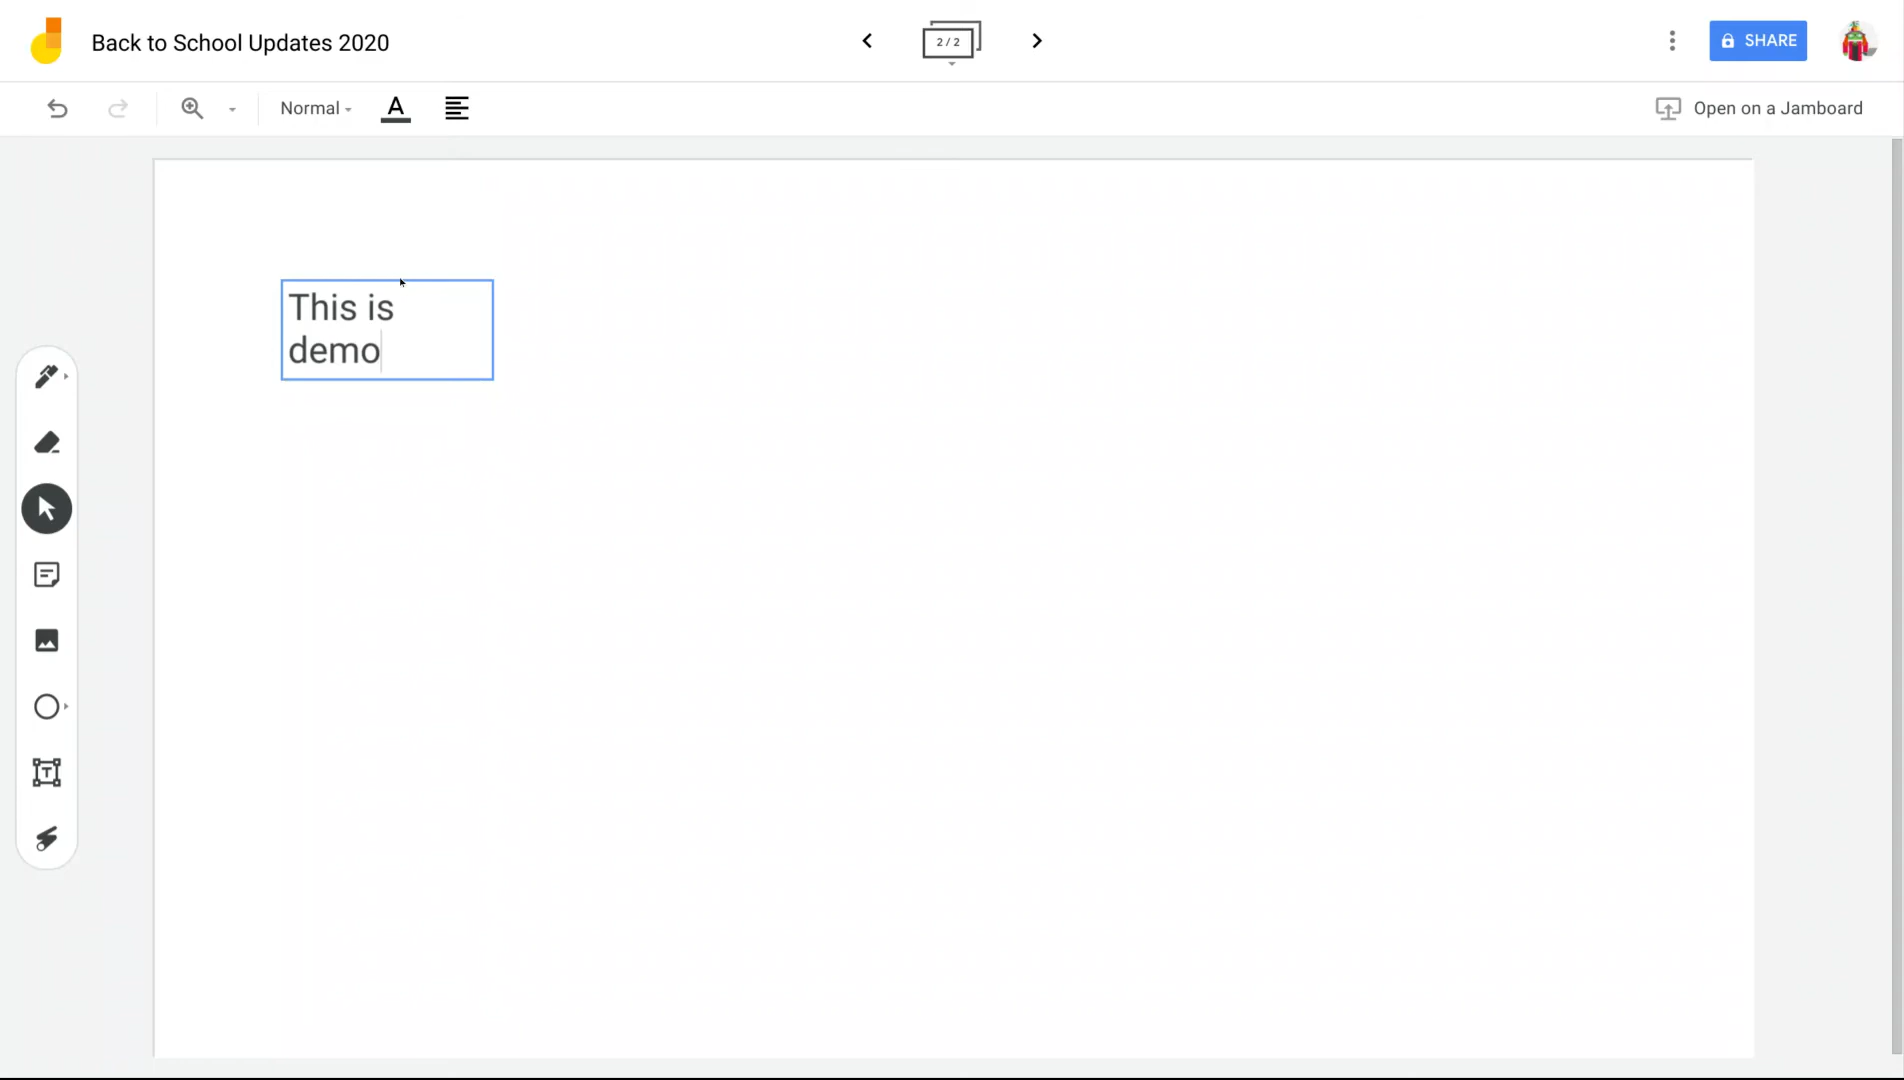 Back to School Updates 2020
2 / 2
SHARE
Normal
A
Open on a Jamboard
This is
demo
T